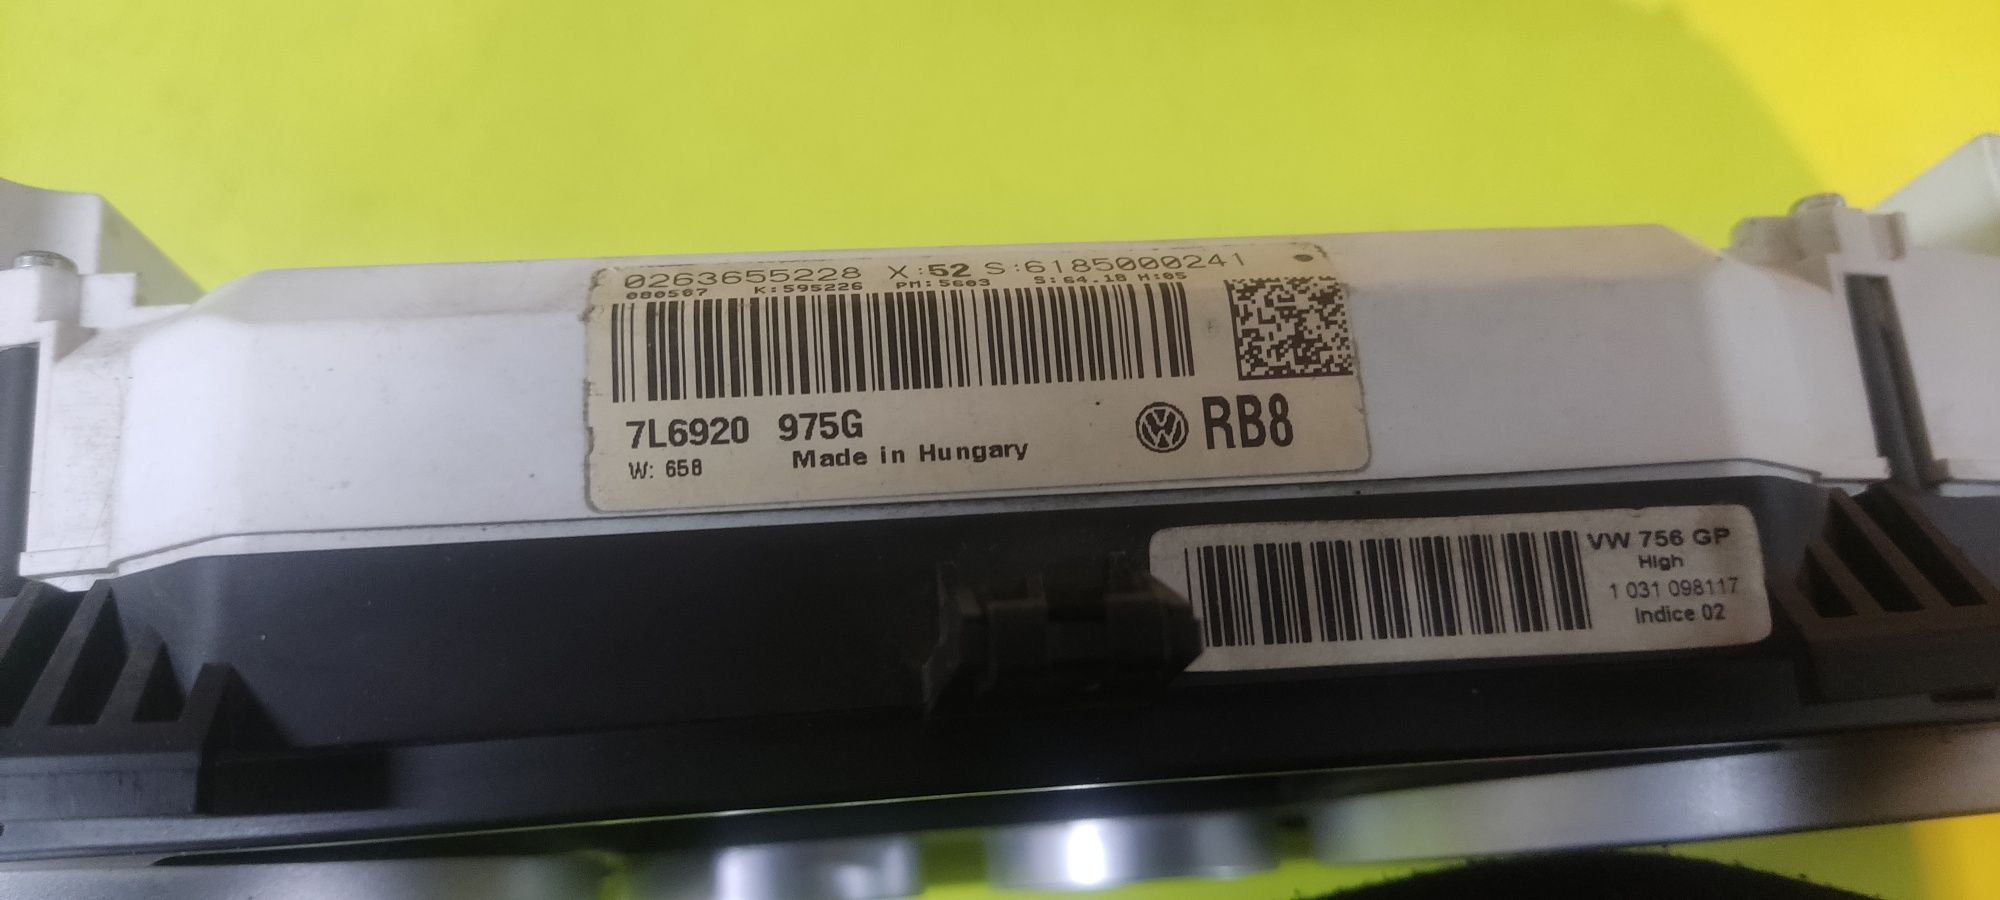 0263655228 X:52 S:6185000241
080507 K:595226 PM:5603 S:64.18 H:05
7L6920 975G
RB8
W: 658 Made in Hungary
VW 756 GP
High
1 031 098117
Indice 02